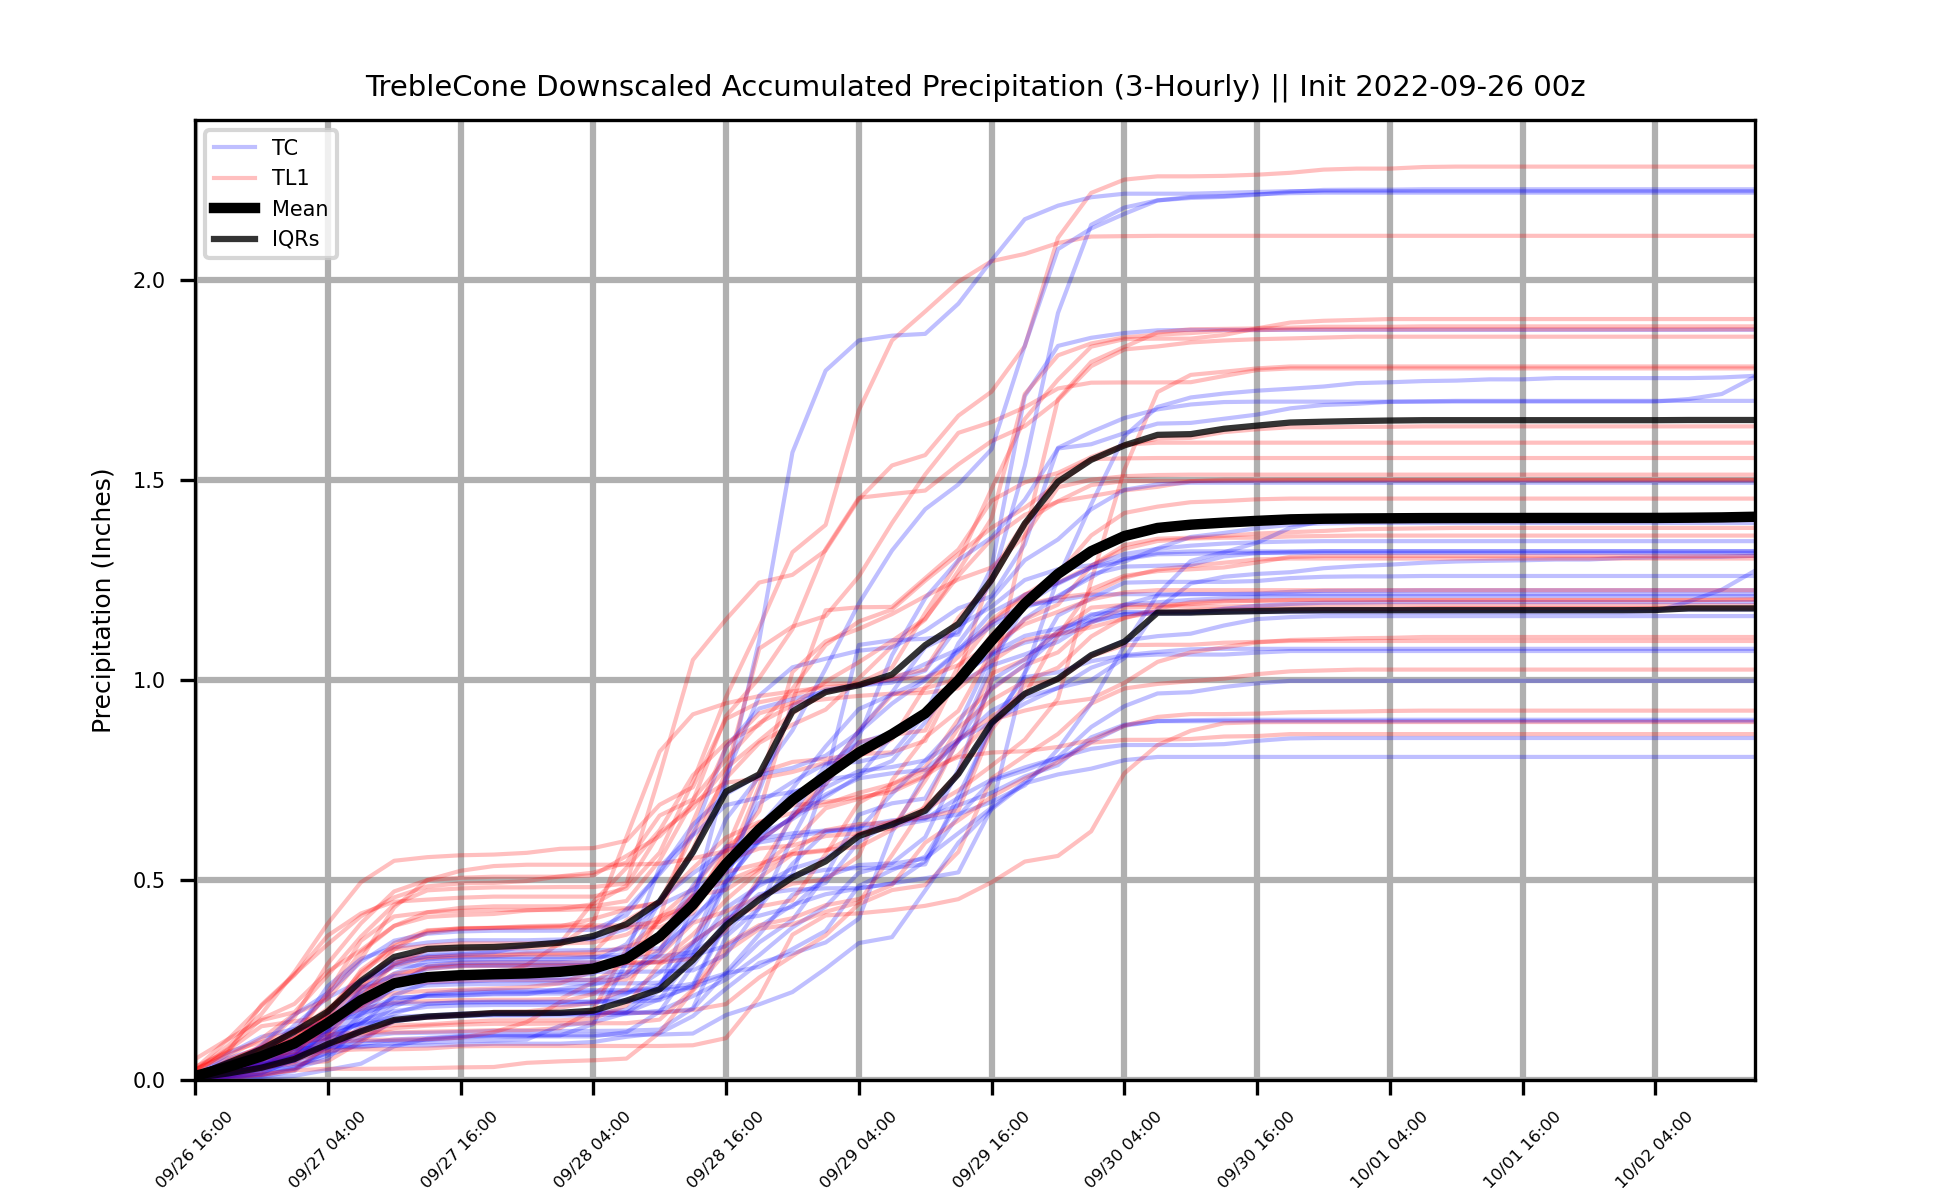 TrebleCone Downscaled Accumulated Precipitation (3-Hourly) || Init 2022-09-26 00z
TC
TL1
Mean
IQRs
Precipitation (Inches)
2.0
1.5
1.0
0.5
0.0
09/26 16:00
09/27 04:00
09/27 16:00
09/28 04:00
09/28 16:00
09/29 04:00
09/29 16:00
09/30 04:00
09/30 16:00
10/01 04:00
10/01 16:00
10/02 04:00